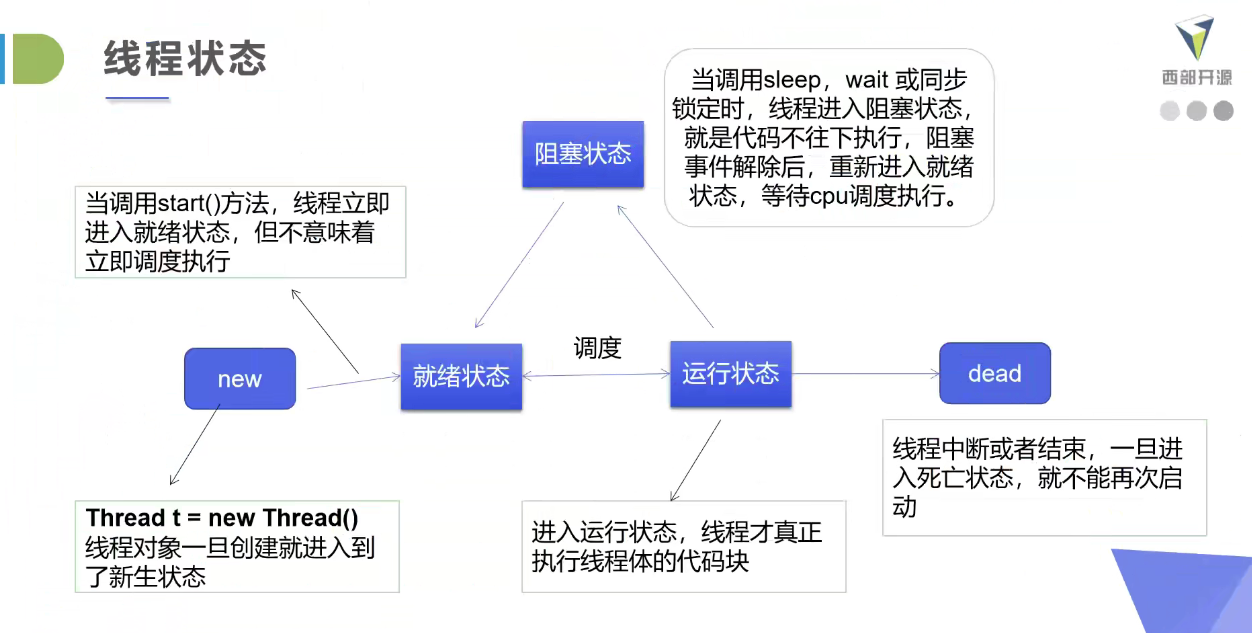 线程状态
西部开源
当调用sleep，wait 或同步
锁定时，线程进入阻塞状态，
就是代码不往下执行，阻塞
事件解除后，重新进入就绪
状态，等待cpu调度执行。
阻塞状态
当调用start()方法，线程立即
进入就绪状态，但不意味着
立即调度执行
new
就绪状态
调度
运行状态
dead
线程中断或者结束，一旦进
入死亡状态，就不能再次启
动
Thread t = new Thread()
线程对象一旦创建就进入到
了新生状态
进入运行状态，线程才真正
执行线程体的代码块